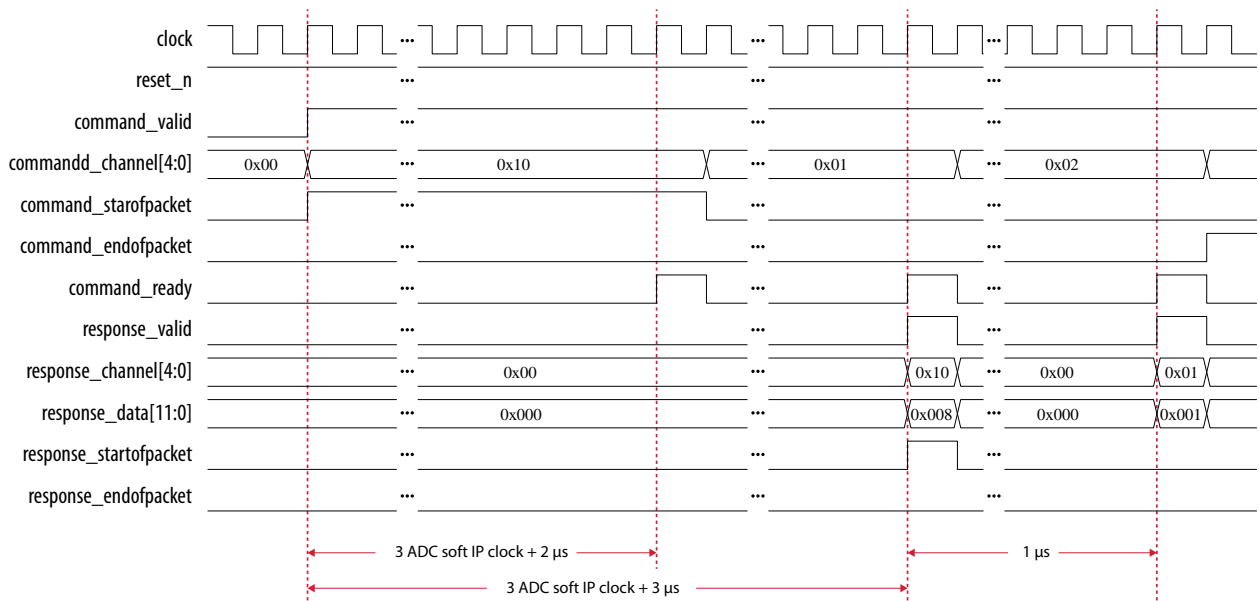 clock ... ... ...
reset_n ... ... ...
command_valid ... ... ...
commandd_channel[4:0] 0x00 ... 0x10 ... 0x01 ... 0x02
command_starofpacket ... ... ...
command_endofpacket ... ... ...
command_ready ... ... ...
response_valid ... ... ...
response_channel[4:0] ... 0x00 ... 0x10 ... 0x00 0x01
response_data[11:0] ... 0x000 ... 0x008 ... 0x000 0x001
response_startofpacket ... ... ...
response_endofpacket ... ... ...
3 ADC soft IP clock + 2 µs 1 µs
3 ADC soft IP clock + 3 µs